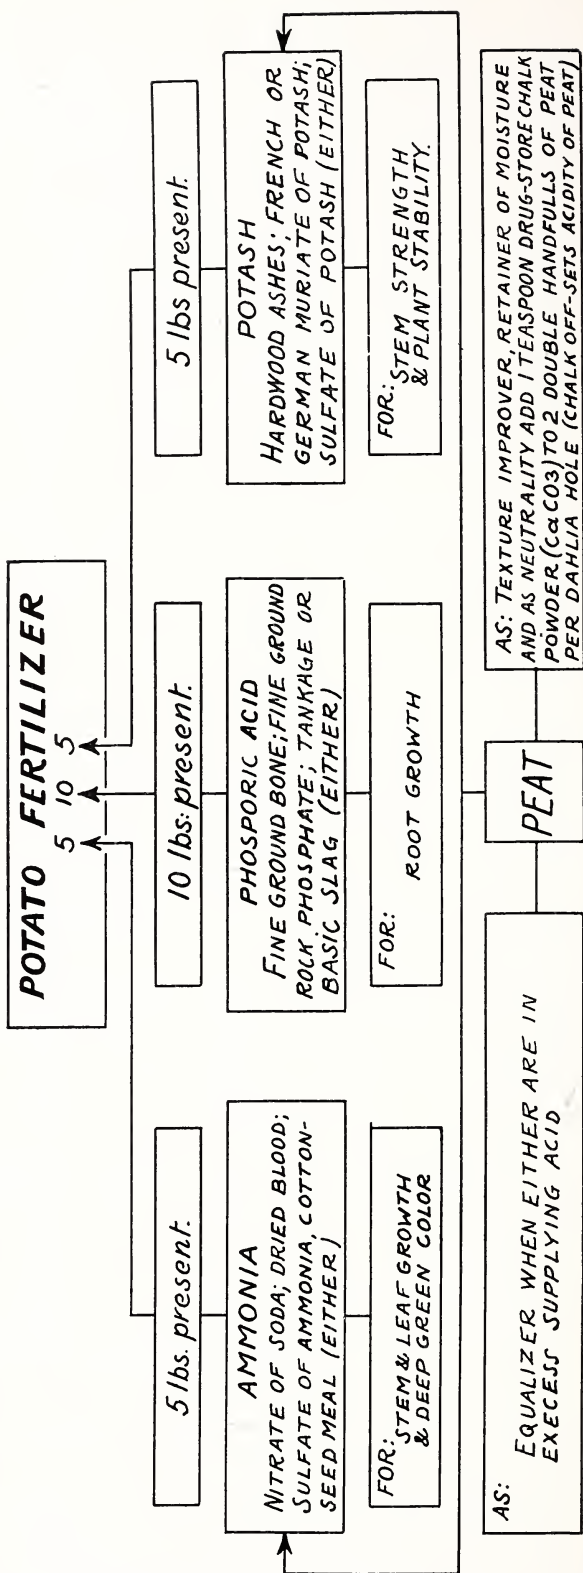 POTATO FERTILIZER
5 10 5
5 lbs. present.
AMMONIA
NITRATE OF SODA; DRIED BLOOD;
SULFATE OF AMMONIA, COTTON-
SEED MEAL (EITHER)
FOR: STEM & LEAF GROWTH
& DEEP GREEN COLOR
10 lbs: present.
PHOSPORIC ACID
FINE GROUND BONE; FINE GROUND
ROCK PHOSPHATE; TANKAGE OR
BASIC SLAG (EITHER)
FOR: ROOT GROWTH
5 lbs present.
POTASH
HARDWOOD ASHES; FRENCH OR
GERMAN MURIATE OF POTASH;
SULFATE OF POTASH (EITHER)
FOR: STEM STRENGTH
& PLANT STABILITY.
AS: EQUALIZER WHEN EITHER ARE IN
EXECESS SUPPLYING ACID
PEAT
AS: TEXTURE IMPROVER, RETAINER OF MOISTURE
AND AS NEUTRALITY ADD 1 TEASPOON DRUG-STORE CHALK
POWDER (CaCO3) TO 2 DOUBLE HANDFULLS OF PEAT
PER DAHLIA HOLE (CHALK OFF-SETS ACIDITY OF PEAT)